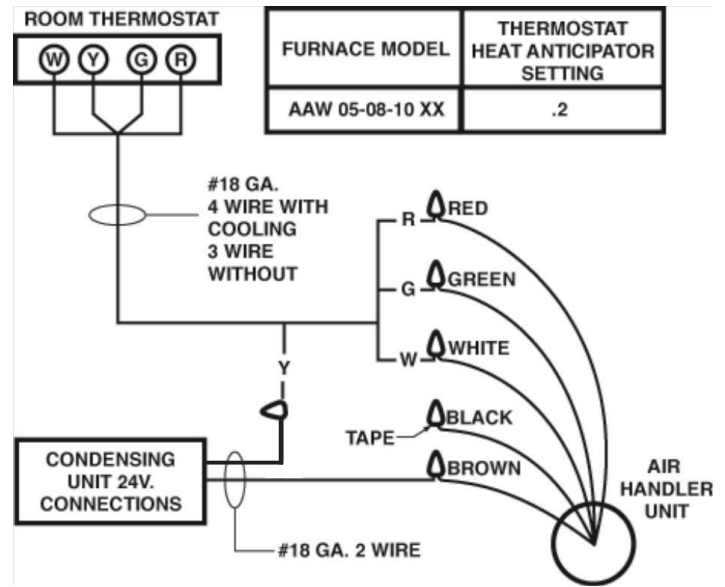 ROOM THERMOSTAT
W Y G R
FURNACE MODEL
THERMOSTAT
HEAT ANTICIPATOR
SETTING
AAW 05-08-10 XX
.2
#18 GA.
4 WIRE WITH
COOLING
3 WIRE
WITHOUT
R RED
G GREEN
W WHITE
Y
BLACK
TAPE
BROWN
CONDENSING
UNIT 24V.
CONNECTIONS
AIR
HANDLER
UNIT
#18 GA. 2 WIRE